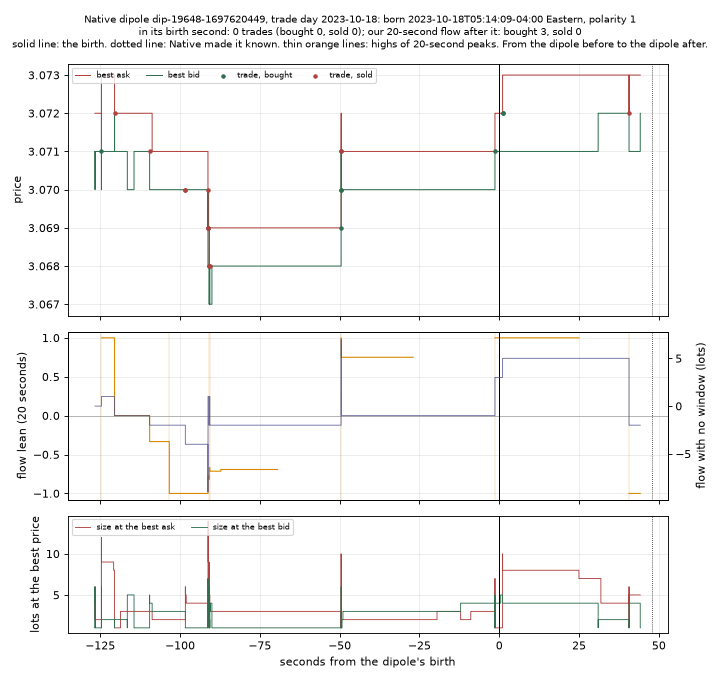 Native dipole dip-19648-1697620449, trade day 2023-10-18: born 2023-10-18T05:14:09-04:00 Eastern, polarity 1
in its birth second: 0 trades (bought 0, sold 0); our 20-second flow after it: bought 3, sold 0
solid line: the birth. dotted line: Native made it known. thin orange lines: highs of 20-second peaks. From the dipole before to the dipole after.
best ask
best bid
trade, bought
trade, sold
3.073
3.072
3.071
3.070
3.069
3.068
3.067
price
1.0
0.5
0.0
−0.5
−1.0
flow lean (20 seconds)
5
0
−5
flow with no window (lots)
size at the best ask
size at the best bid
10
5
lots at the best price
−125
−100
−75
−50
−25
0
25
50
seconds from the dipole's birth